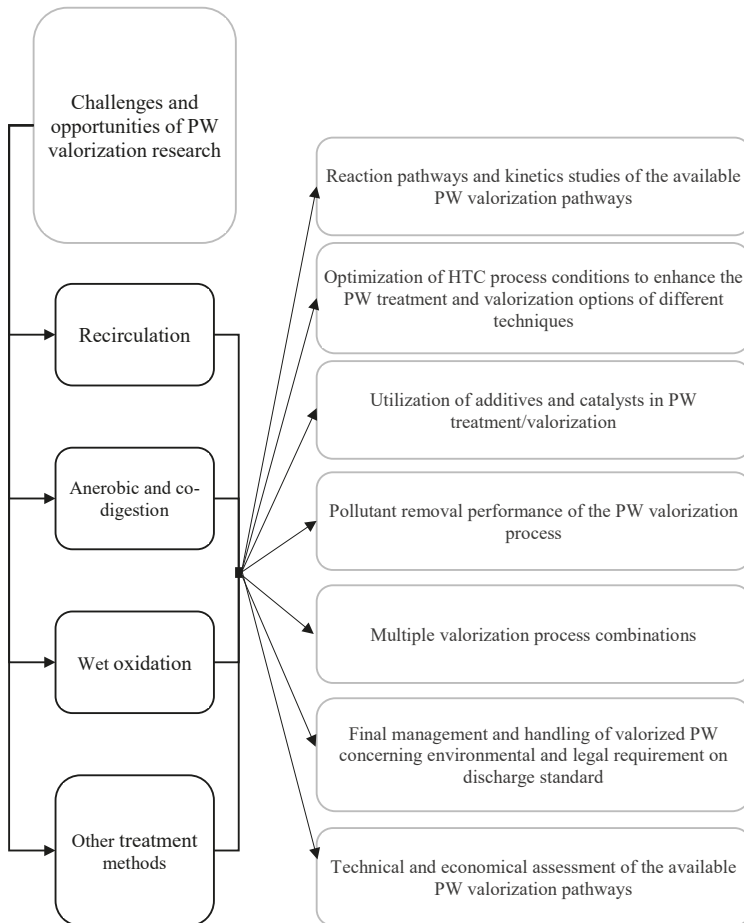 Challenges and
opportunities of PW
valorization research
Recirculation
Anerobic and co-
digestion
Wet oxidation
Other treatment
methods
Reaction pathways and kinetics studies of the available
PW valorization pathways
Optimization of HTC process conditions to enhance the
PW treatment and valorization options of different
techniques
Utilization of additives and catalysts in PW
treatment/valorization
Pollutant removal performance of the PW valorization
process
Multiple valorization process combinations
Final management and handling of valorized PW
concerning environmental and legal requirement on
discharge standard
Technical and economical assessment of the available
PW valorization pathways